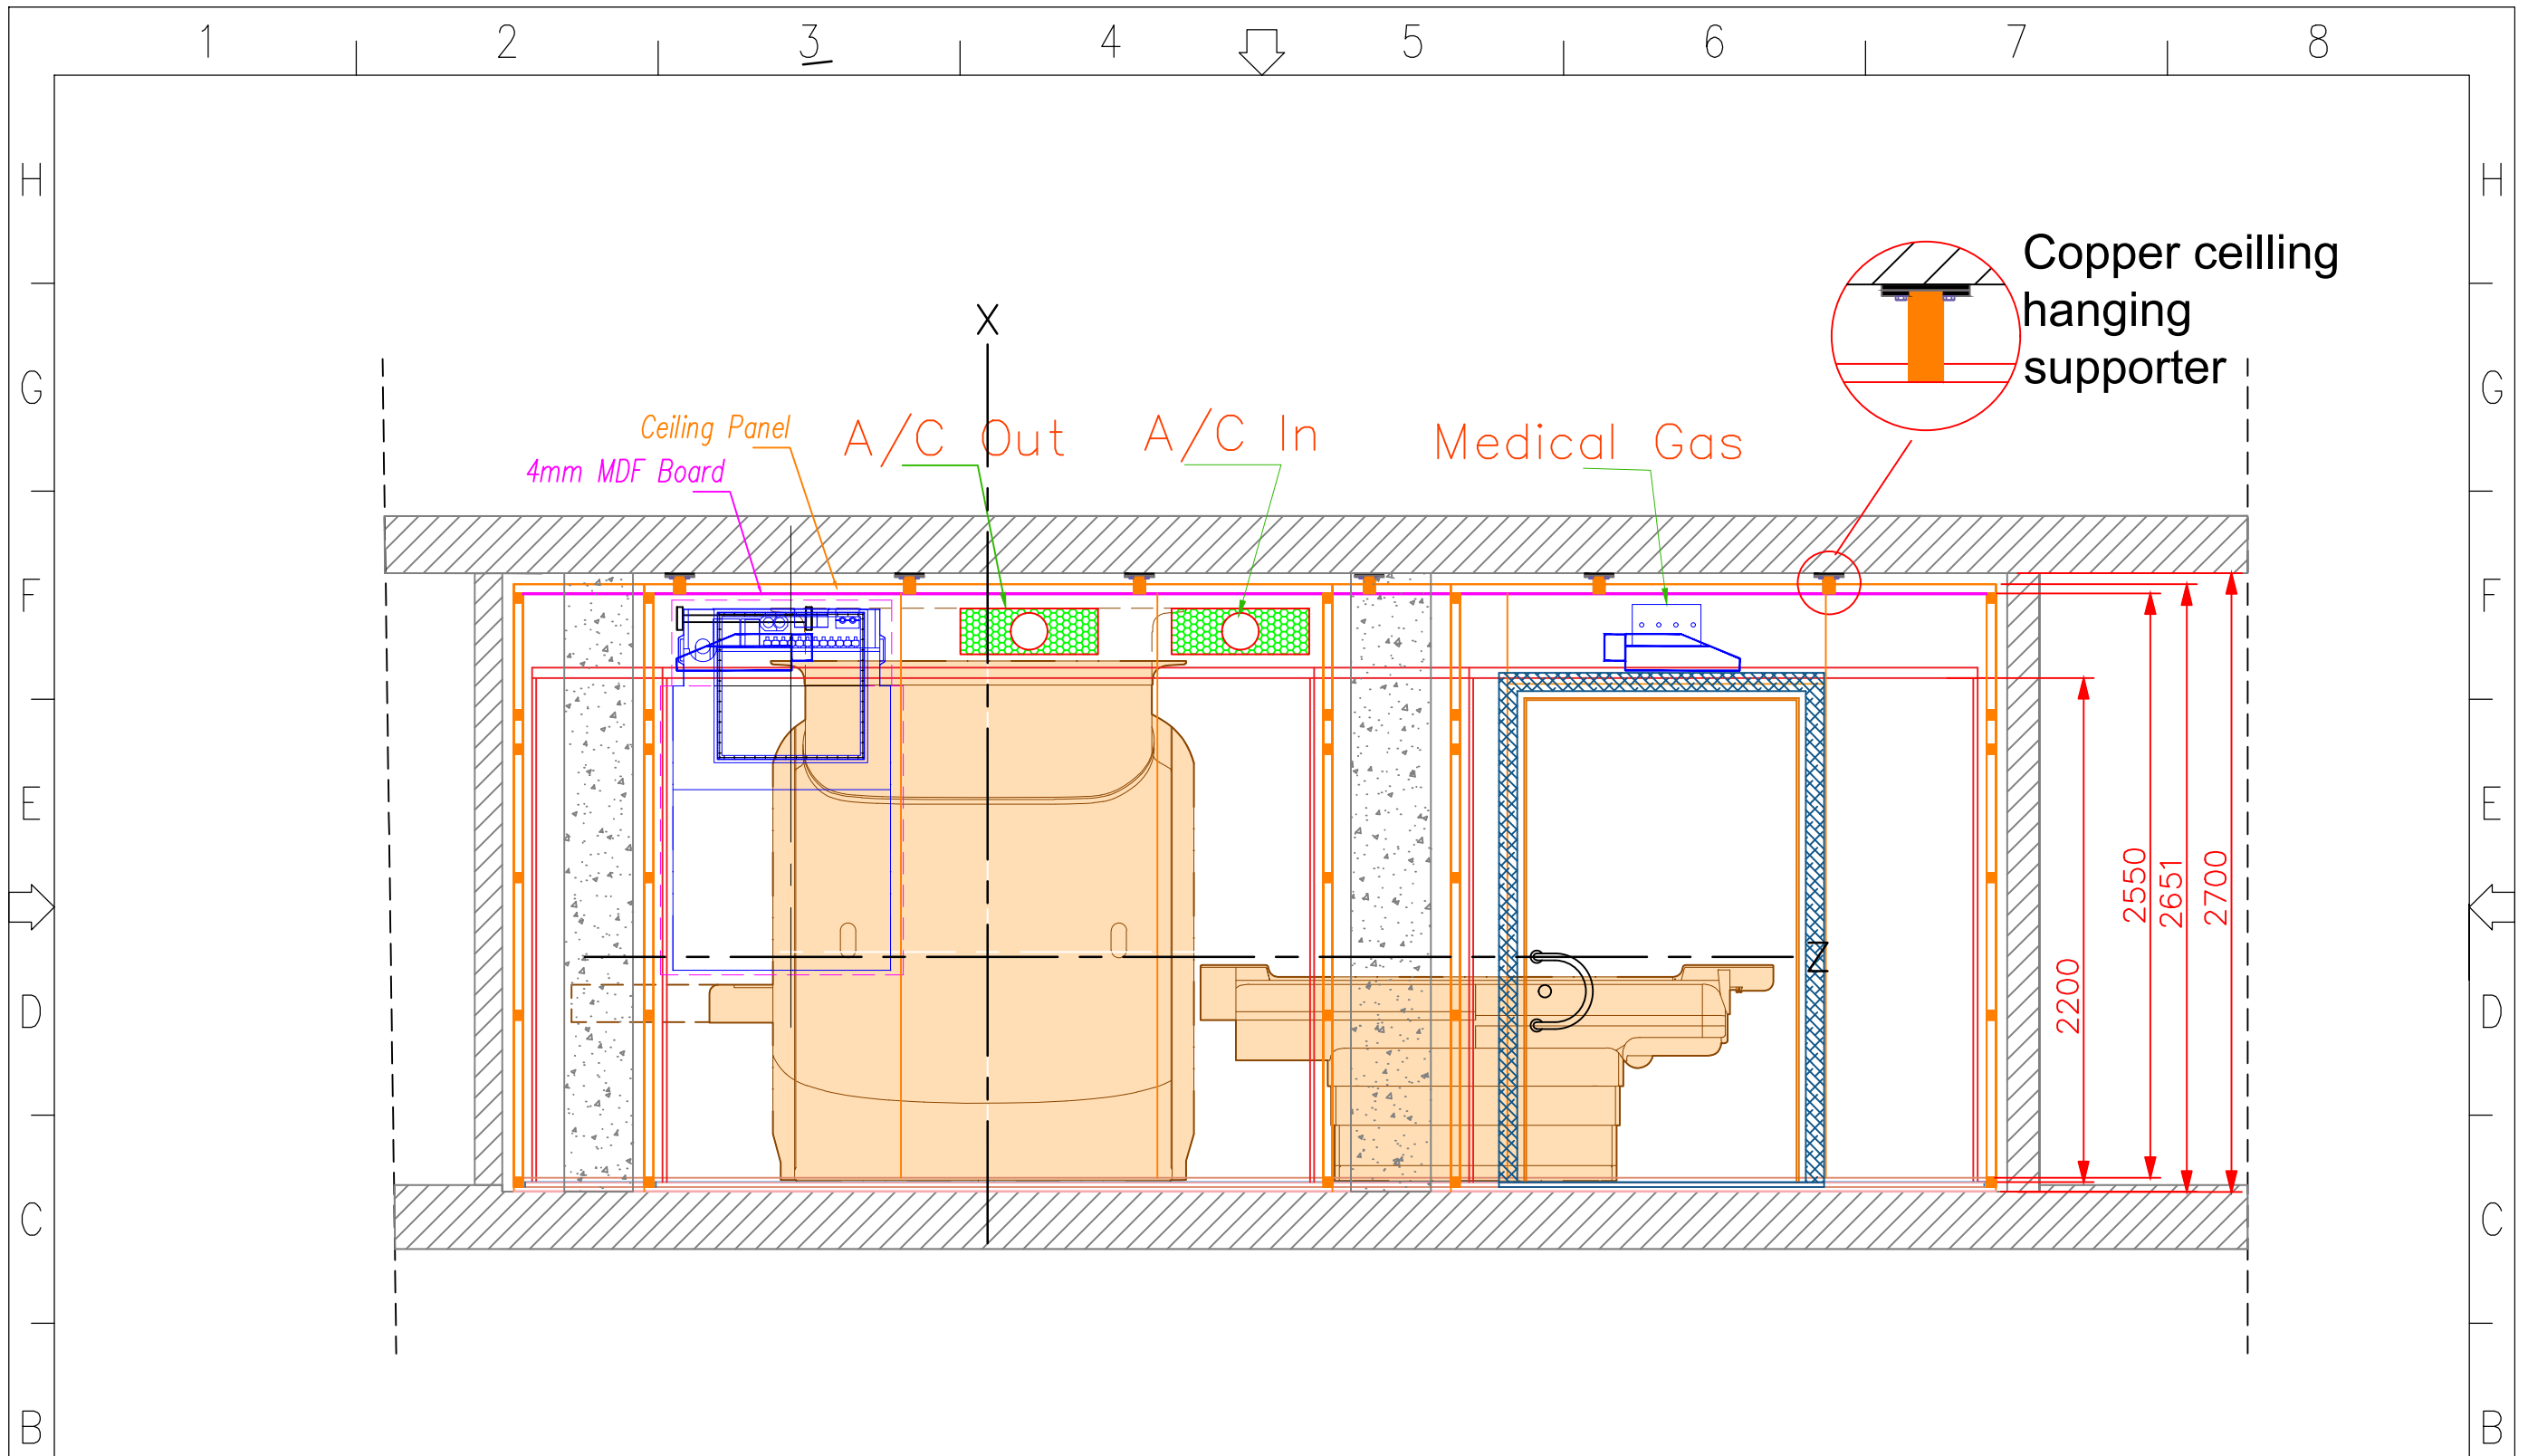 1 2 3 4 5 6 7 8
H H
Copper ceilling
hanging
supporter
X
G G
Ceiling Panel
A/C Out
A/C In
Medical Gas
4mm MDF Board
F F
E E
2550
2651
2700
Z
2200
D D
C C
B B